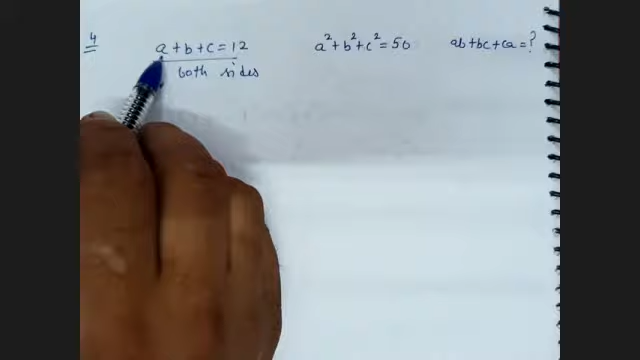 4 a + b + c = 12 a² + b² + c² = 50 ab + bc + ca = ?
both sides